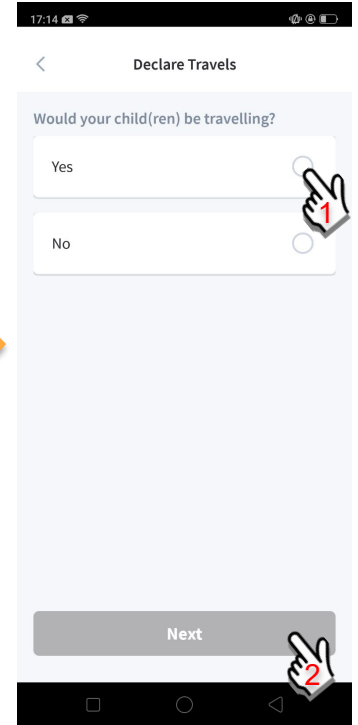 17:14
Declare Travels
Would your child(ren) be travelling?
Yes
1
No
Next
2